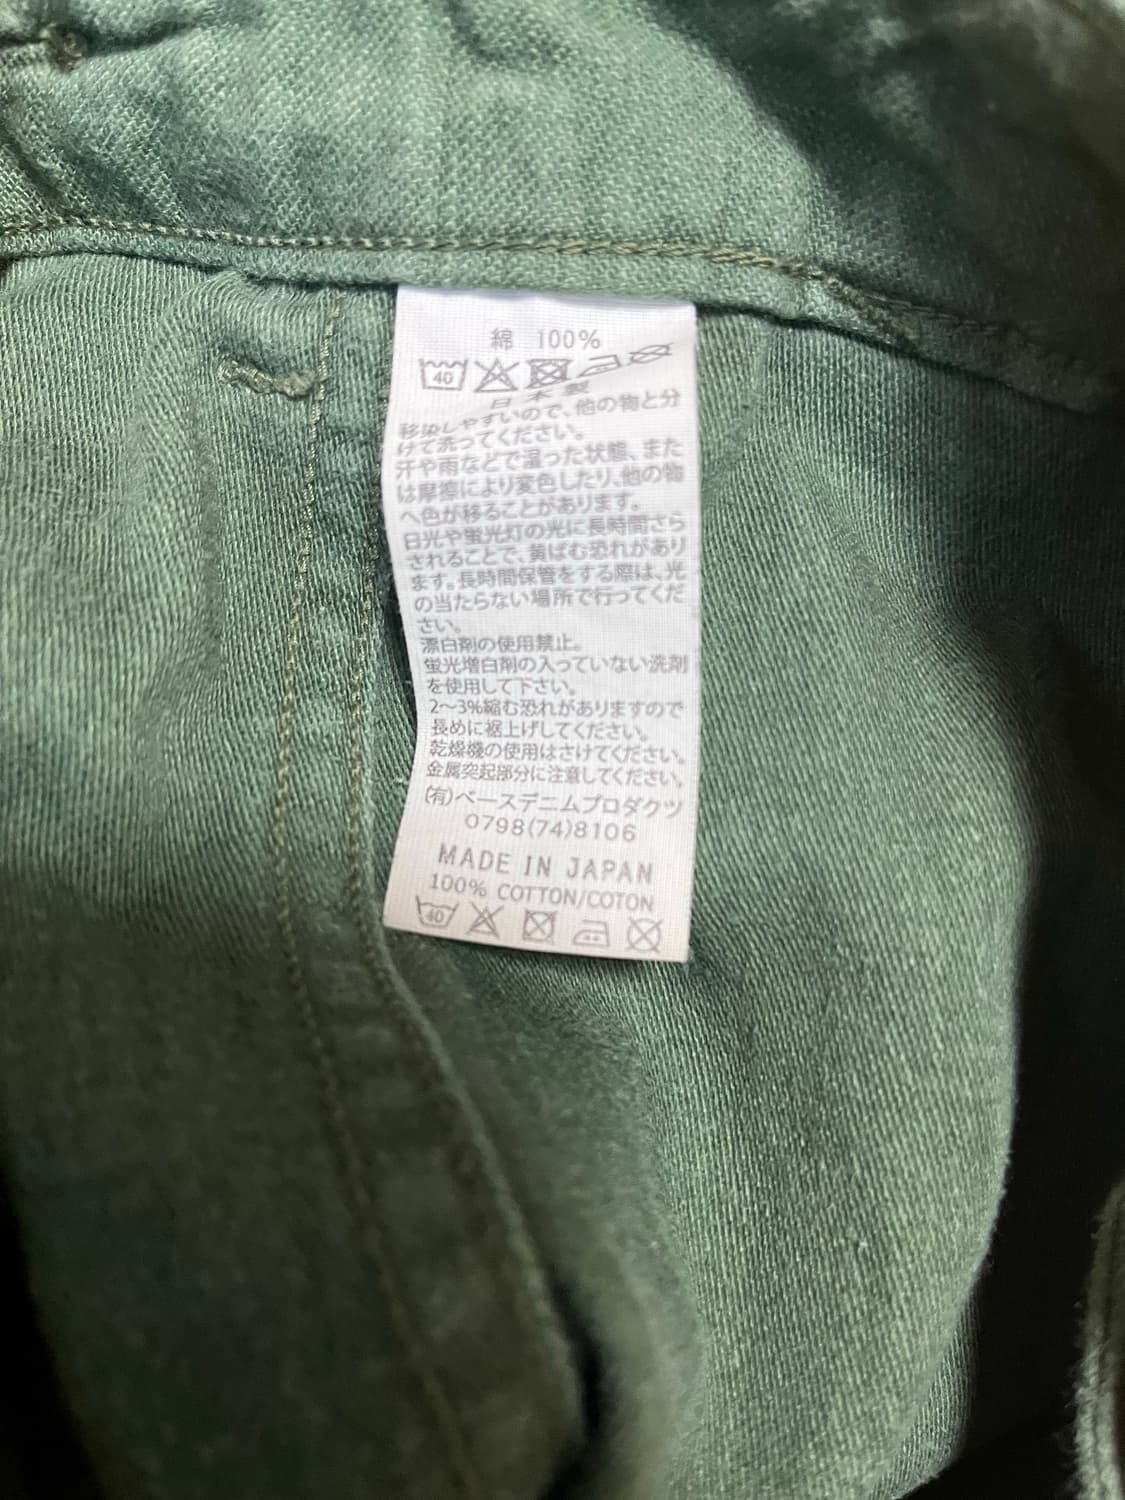 綿 100%
40
日本製
移染しやすいので、他の物と分
けて洗ってください。
汗や雨などで湿った状態、また
は摩擦により変色したり、他の物
へ色が移ることがあります。
日光や蛍光灯の光に長時間さら
されることで、黄ばむ恐れがあり
ます。長時間保管をする際は、光
の当たらない場所で行ってくだ
さい。
漂白剤の使用禁止。
蛍光増白剤の入っていない洗剤
を使用して下さい。
2〜3%縮む恐れがありますので
長めに裾上げしてください。
乾燥機の使用はさけてください。
金属突起部分に注意してください。
(有)ベースデニムプロダクツ
0798(74)8106
MADE IN JAPAN
100% COTTON/COTON
40